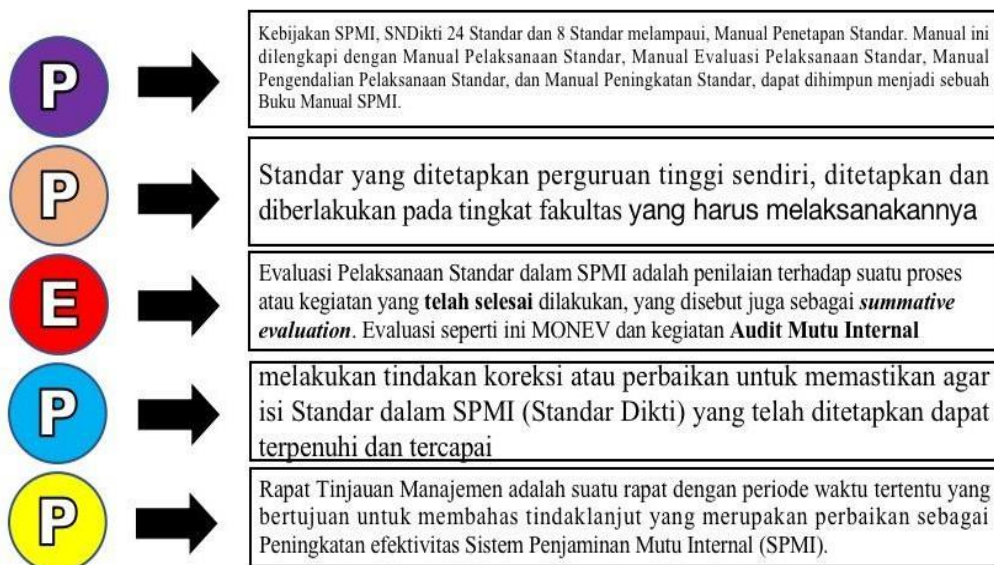 P
Kebijakan SPMI, SNDikti 24 Standar dan 8 Standar melampaui, Manual Penetapan Standar. Manual ini
dilengkapi dengan Manual Pelaksanaan Standar, Manual Evaluasi Pelaksanaan Standar, Manual
Pengendalian Pelaksanaan Standar, dan Manual Peningkatan Standar, dapat dihimpun menjadi sebuah
Buku Manual SPMI.
P
Standar yang ditetapkan perguruan tinggi sendiri, ditetapkan dan
diberlakukan pada tingkat fakultas yang harus melaksanakannya
E
Evaluasi Pelaksanaan Standar dalam SPMI adalah penilaian terhadap suatu proses
atau kegiatan yang telah selesai dilakukan, yang disebut juga sebagai summative
evaluation. Evaluasi seperti ini MONEV dan kegiatan Audit Mutu Internal
P
melakukan tindakan koreksi atau perbaikan untuk memastikan agar
isi Standar dalam SPMI (Standar Dikti) yang telah ditetapkan dapat
terpenuhi dan tercapai
P
Rapat Tinjauan Manajemen adalah suatu rapat dengan periode waktu tertentu yang
bertujuan untuk membahas tindaklanjut yang merupakan perbaikan sebagai
Peningkatan efektivitas Sistem Penjaminan Mutu Internal (SPMI).